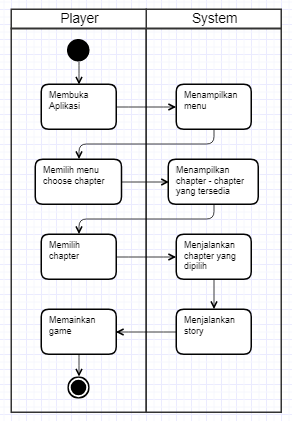 Player
System
Membuka
Aplikasi
Menampilkan
menu
Memilih menu
choose chapter
Menampilkan
chapter - chapter
yang tersedia
Memilih
chapter
Menjalankan
chapter yang
dipilih
Memainkan
game
Menjalankan
story